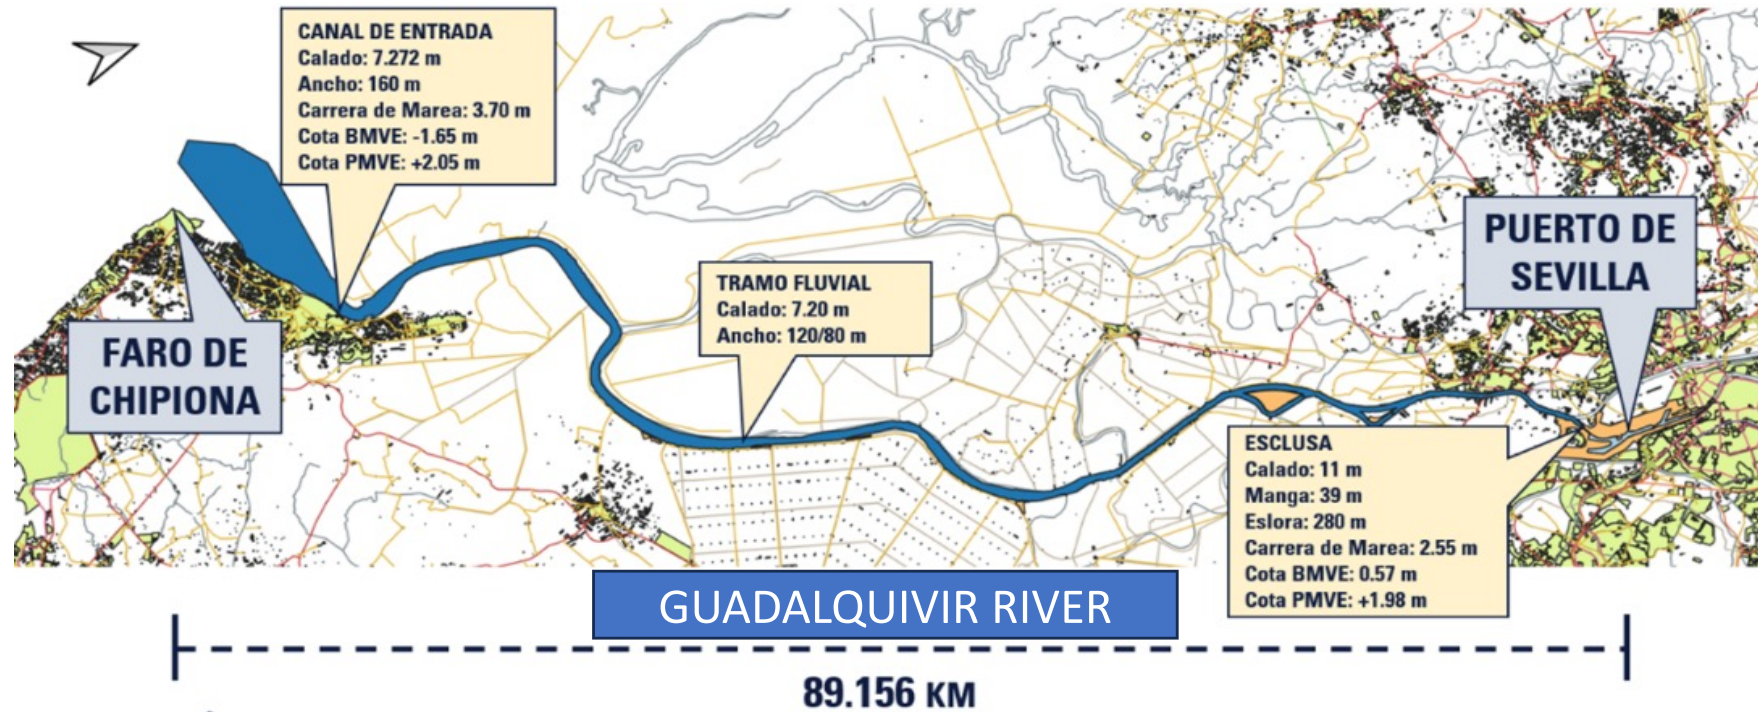 CANAL DE ENTRADA
Calado: 7.272 m
Ancho: 160 m
Carrera de Marea: 3.70 m
Cota BMVE: -1.65 m
Cota PMVE: +2.05 m
FARO DE
CHIPIONA
TRAMO FLUVIAL
Calado: 7.20 m
Ancho: 120/80 m
PUERTO DE
SEVILLA
ESCLUSA
Calado: 11 m
Manga: 39 m
Eslora: 280 m
Carrera de Marea: 2.55 m
Cota BMVE: 0.57 m
Cota PMVE: +1.98 m
GUADALQUIVIR RIVER
89.156 KM